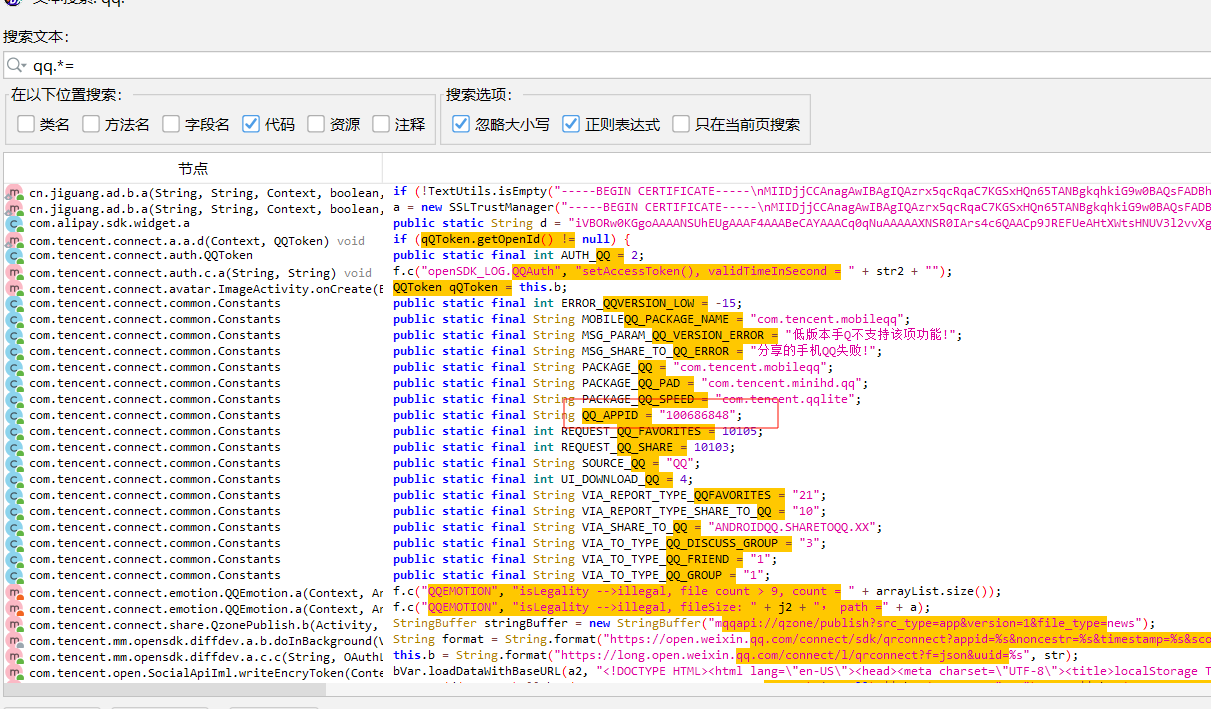 文本搜索: qq.
搜索文本:
qq.*=
在以下位置搜索: 搜索选项:
类名 方法名 字段名 代码 资源 注释 忽略大小写 正则表达式 只在当前页搜索
节点
cn.jiguang.ad.b.a(String, String, Context, boolean, if (!TextUtils.isEmpty("-----BEGIN CERTIFICATE-----\nMIIDjjCCAnagAwIBAgIQAzrx5qcRqaC7KGSxHQn65TANBgkqhkiG9w0BAQsFADBh
cn.jiguang.ad.b.a(String, String, Context, boolean, a = new SSLTrustManager("-----BEGIN CERTIFICATE-----\nMIIDjjCCAnagAwIBAgIQAzrx5qcRqaC7KGSxHQn65TANBgkqhkiG9w0BAQsFADB
com.alipay.sdk.widget.a public static String d = "iVBORw0KGgoAAAANSUhEUgAAAF4AAABeCAYAAACq0qNuAAAAAXNSR0IArs4c6QAACp9JREFUeAHtXWtsHNUV3l2vvXg
com.tencent.connect.a.a.d(Context, QQToken) void if (qQToken.getOpenId() != null) {
com.tencent.connect.auth.QQToken public static final int AUTH_QQ = 2;
com.tencent.connect.auth.c.a(String, String) void f.c("openSDK_LOG.QQAuth", "setAccessToken(), validTimeInSecond = " + str2 + "");
com.tencent.connect.avatar.ImageActivity.onCreate(B QQToken qQToken = this.b;
com.tencent.connect.common.Constants public static final int ERROR_QQVERSION_LOW = -15;
com.tencent.connect.common.Constants public static final String MOBILEQQ_PACKAGE_NAME = "com.tencent.mobileqq";
com.tencent.connect.common.Constants public static final String MSG_PARAM_QQ_VERSION_ERROR = "低版本手Q不支持该项功能!";
com.tencent.connect.common.Constants public static final String MSG_SHARE_TO_QQ_ERROR = "分享的手机QQ失败!";
com.tencent.connect.common.Constants public static final String PACKAGE_QQ = "com.tencent.mobileqq";
com.tencent.connect.common.Constants public static final String PACKAGE_QQ_PAD = "com.tencent.minihd.qq";
com.tencent.connect.common.Constants public static final String PACKAGE_QQ_SPEED = "com.tencent.qqlite";
com.tencent.connect.common.Constants public static final String QQ_APPID = "100686848";
com.tencent.connect.common.Constants public static final int REQUEST_QQ_FAVORITES = 10105;
com.tencent.connect.common.Constants public static final int REQUEST_QQ_SHARE = 10103;
com.tencent.connect.common.Constants public static final String SOURCE_QQ = "QQ";
com.tencent.connect.common.Constants public static final int UI_DOWNLOAD_QQ = 4;
com.tencent.connect.common.Constants public static final String VIA_REPORT_TYPE_QQFAVORITES = "21";
com.tencent.connect.common.Constants public static final String VIA_REPORT_TYPE_SHARE_TO_QQ = "10";
com.tencent.connect.common.Constants public static final String VIA_SHARE_TO_QQ = "ANDROIDQQ.SHARETOQQ.XX";
com.tencent.connect.common.Constants public static final String VIA_TO_TYPE_QQ_DISCUSS_GROUP = "3";
com.tencent.connect.common.Constants public static final String VIA_TO_TYPE_QQ_FRIEND = "1";
com.tencent.connect.common.Constants public static final String VIA_TO_TYPE_QQ_GROUP = "1";
com.tencent.connect.emotion.QQEmotion.a(Context, Ar f.c("QQEMOTION", "isLegality -->illegal, file count > 9, count = " + arrayList.size());
com.tencent.connect.emotion.QQEmotion.a(Context, Ar f.c("QQEMOTION", "isLegality -->illegal, fileSize: " + j2 + ", path =" + a);
com.tencent.connect.share.QzonePublish.b(Activity, StringBuffer stringBuffer = new StringBuffer("mqqapi://qzone/publish?src_type=app&version=1&file_type=news");
com.tencent.mm.opensdk.diffdev.a.b.doInBackground(V String format = String.format("https://open.weixin.qq.com/connect/sdk/qrconnect?appid=%s&noncestr=%s&timestamp=%s&sco
com.tencent.mm.opensdk.diffdev.a.c.c(String, OAuthL this.b = String.format("https://long.open.weixin.qq.com/connect/l/qrconnect?f=json&uuid=%s", str);
com.tencent.open.SocialApiIml.writeEncryToken(Conte bVar.loadDataWithBaseURL(a2, "<!DOCTYPE HTML><html lang=\"en-US\"><head><meta charset=\"UTF-8\"><title>localStorage T